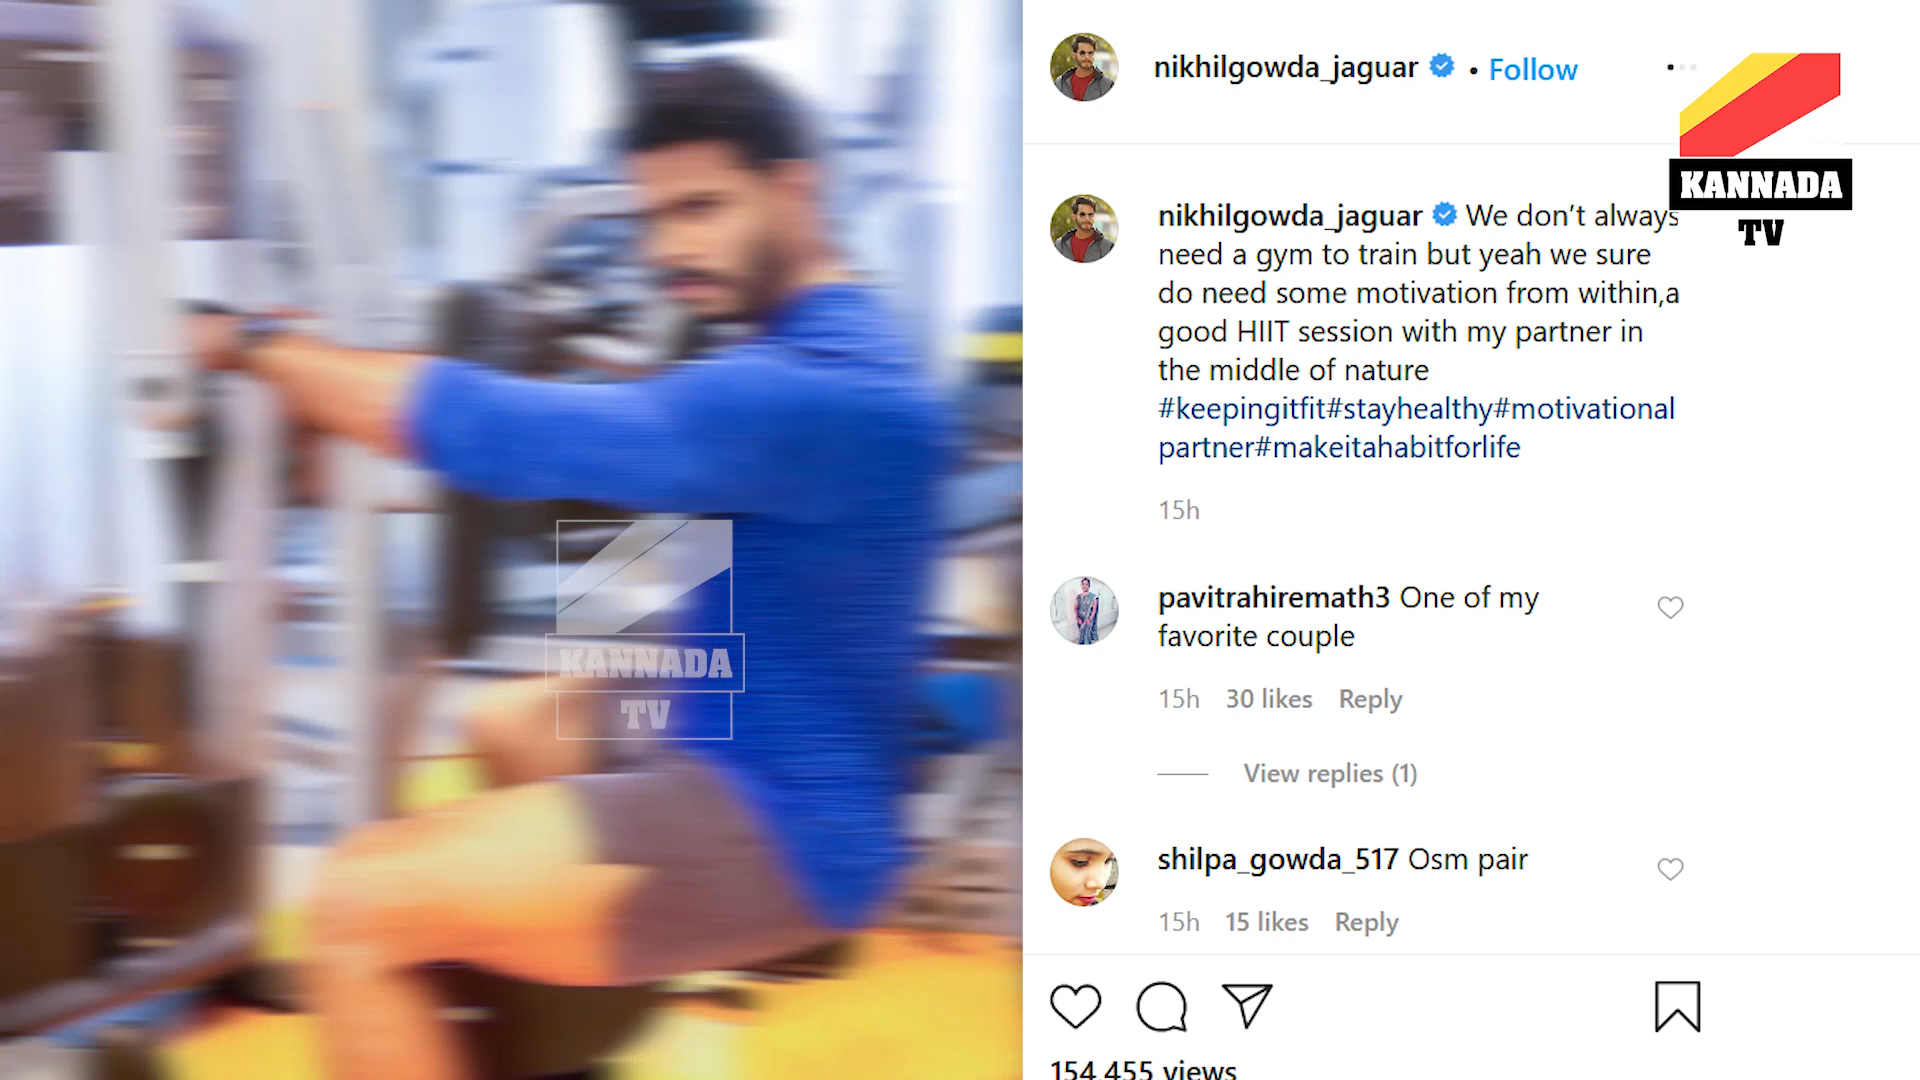 nikhilgowda_jaguar • Follow
KANNADA
TV
nikhilgowda_jaguar We don’t always
need a gym to train but yeah we sure
do need some motivation from within,a
good HIIT session with my partner in
the middle of nature
#keepingitfit#stayhealthy#motivational
partner#makeitahabitforlife
15h
pavitrahiremath3 One of my
favorite couple
15h 30 likes Reply
View replies (1)
shilpa_gowda_517 Osm pair
15h 15 likes Reply
154,455 views
KANNADA
TV